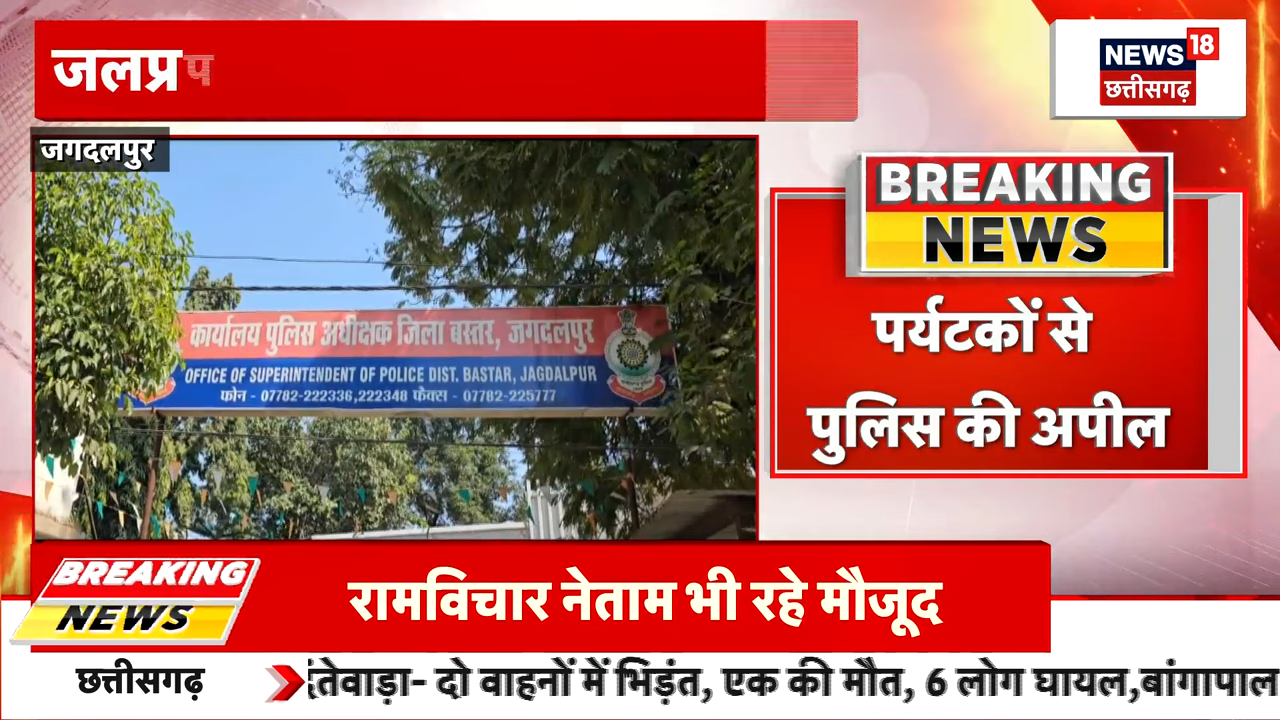 जलप्रप
NEWS 18
छत्तीसगढ़
जगदलपुर
BREAKING
NEWS
कार्यालय पुलिस अधीक्षक जिला बस्तर, जगदलपुर
OFFICE OF SUPERINTENDENT OF POLICE DIST. BASTAR, JAGDALPUR
फोन - 07782-222336,222348 फैक्स - 07782-225777
पर्यटकों से
पुलिस की अपील
BREAKING
NEWS
रामविचार नेताम भी रहे मौजूद
छत्तीसगढ़
दंतेवाड़ा- दो वाहनों में भिड़ंत, एक की मौत, 6 लोग घायल,बांगापाल